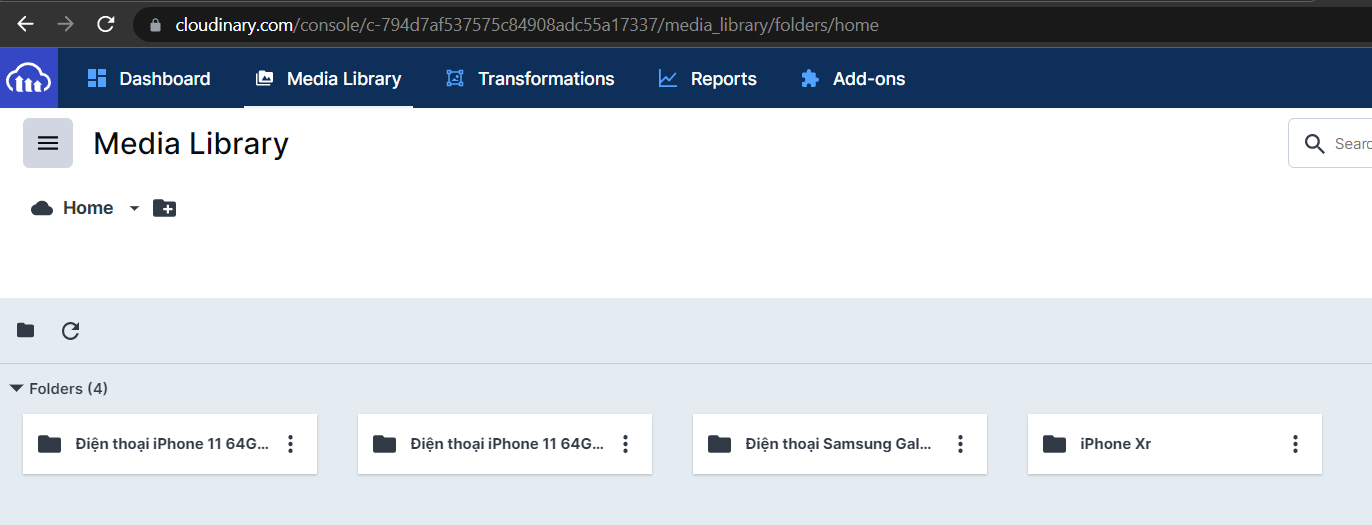 cloudinary.com/console/c-794d7af537575c84908adc55a17337/media_library/folders/home
Dashboard Media Library Transformations Reports Add-ons
Media Library
Searc
Home
Folders (4)
Điện thoại iPhone 11 64G... Điện thoại iPhone 11 64G... Điện thoại Samsung Gal... iPhone Xr